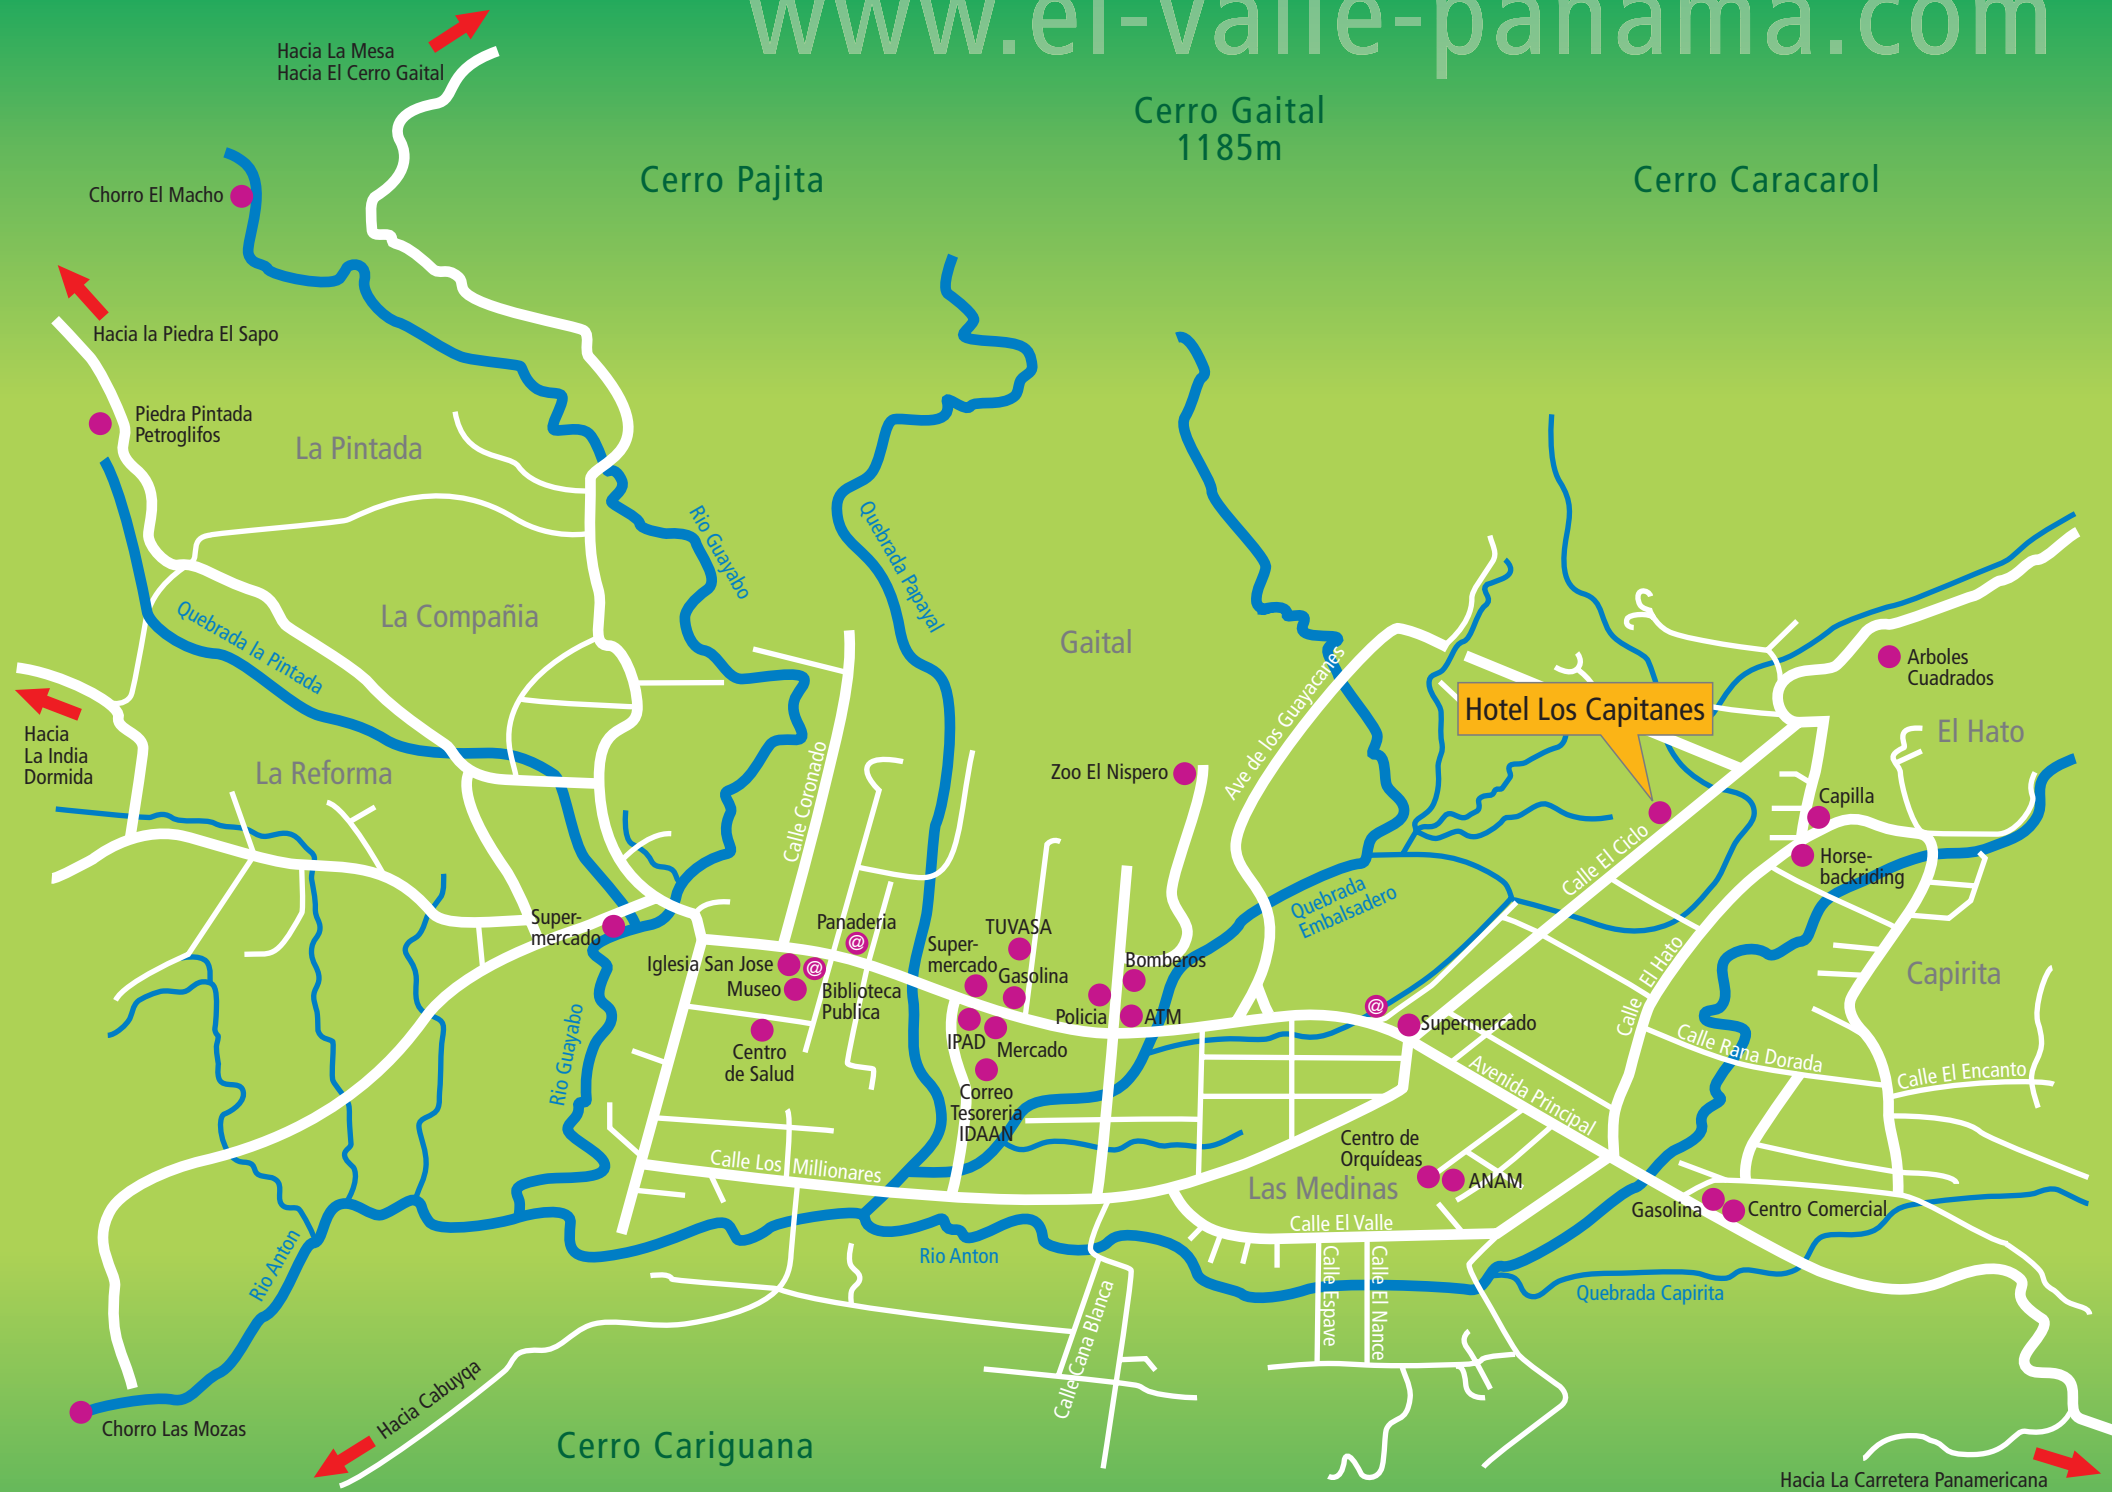 www.el-valle-panama.com
Hacia La Mesa
Hacia El Cerro Gaital
Cerro Gaital
1185m
Cerro Pajita
Cerro Caracarol
Chorro El Macho
Hacia la Piedra El Sapo
Piedra Pintada
Petroglifos
La Pintada
Rio Guayabo
Quebrada Papayal
Quebrada la Pintada
La Compañia
Gaital
Ave de los Guayacanes
Arboles
Cuadrados
Hotel Los Capitanes
El Hato
Hacia
La India
Dormida
La Reforma
Calle Coronado
Zoo El Nispero
Capilla
Calle El Ciclo
Horse-
backriding
Quebrada
Embalsadero
Super-
mercado
Panaderia
@
TUVASA
Super-
mercado
Gasolina
Bomberos
Iglesia San Jose
@
Museo
Biblioteca
Publica
Policia
ATM
@
Supermercado
Calle El Hato
Capirita
IPAD
Mercado
Centro
de Salud
Rio Guayabo
Correo
Tesoreria
IDAAN
Calle Rana Dorada
Calle El Encanto
Avenida Principal
Centro de
Orquídeas
ANAM
Calle Los Millionares
Las Medinas
Gasolina
Centro Comercial
Calle El Valle
Rio Anton
Rio Anton
Calle Espave
Calle El Nance
Quebrada Capirita
Calle Cana Blanca
Hacia Cabuyqa
Chorro Las Mozas
Cerro Cariguana
Hacia La Carretera Panamericana